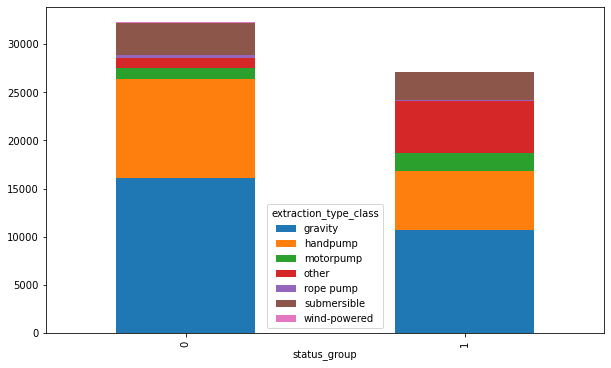 30000
25000
20000
15000
10000
5000
0
extraction_type_class
gravity
handpump
motorpump
other
rope pump
submersible
wind-powered
0
1
status_group